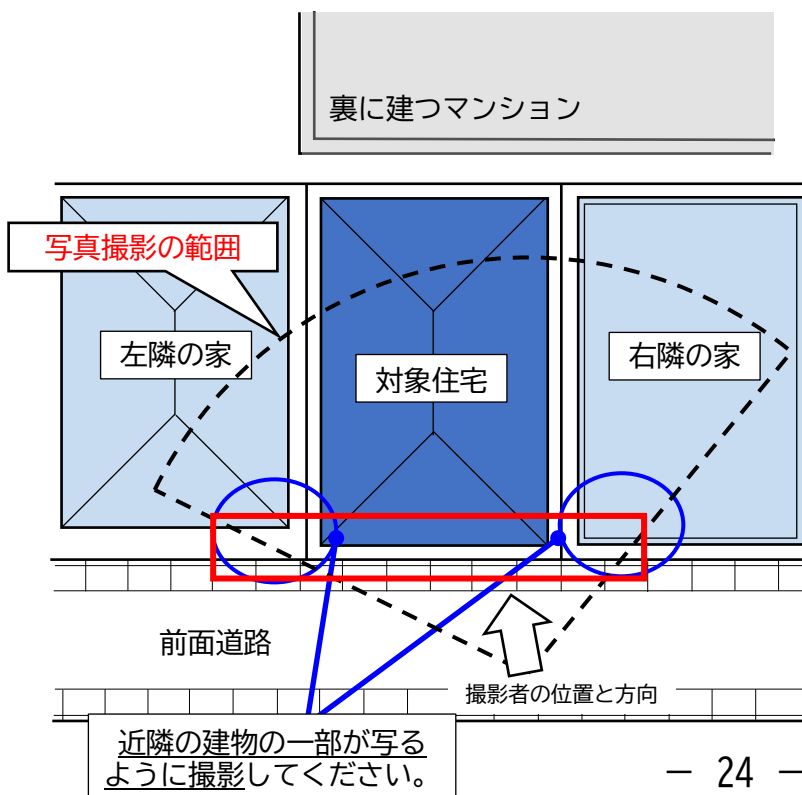 裏に建つマンション
写真撮影の範囲
左隣の家
対象住宅
右隣の家
前面道路
撮影者の位置と方向
近隣の建物の一部が写る
ように撮影してください。
－ 24 －